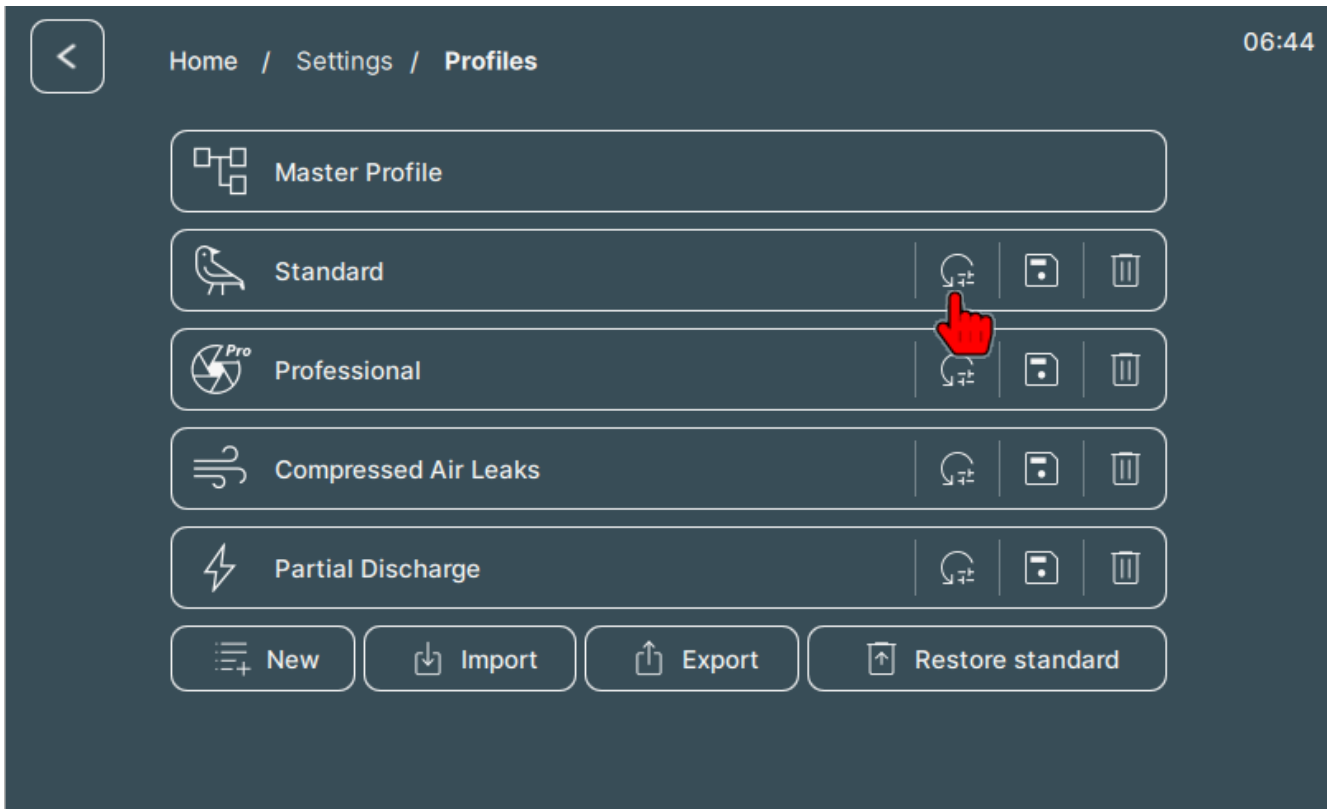 06:44
Home / Settings / Profiles
Master Profile
Standard
Pro
Professional
Compressed Air Leaks
Partial Discharge
New Import Export Restore standard